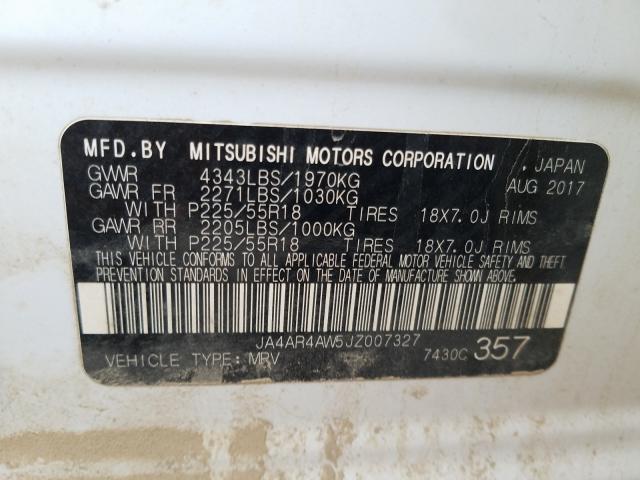 MFD.BY MITSUBISHI MOTORS CORPORATION . JAPAN
GVWR 4343LBS/1970KG AUG 2017
GAWR FR 2271LBS/1030KG
WITH P225/55R18 TIRES 18X7.0J RIMS
GAWR RR 2205LBS/1000KG
WITH P225/55R18 TIRES 18X7.0J RIMS
THIS VEHICLE CONFORMS TO ALL APPLICABLE FEDERAL MOTOR VEHICLE SAFETY AND THEFT
PREVENTION STANDARDS IN EFFECT ON THE DATE OF MANUFACTURE SHOWN ABOVE.
JA4AR4AW5JZ007327
VEHICLE TYPE: MRV 7430C 357